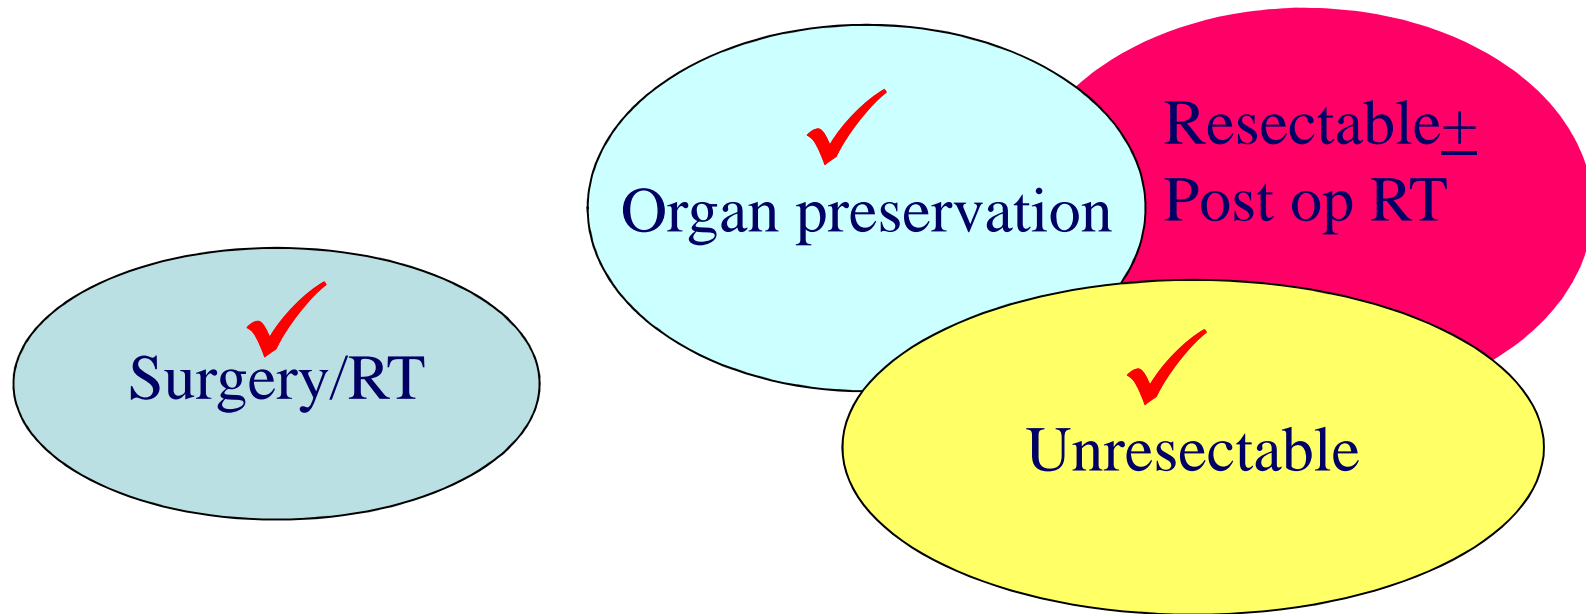 Resectable±
Post op RT
Organ preservation
Surgery/RT
Unresectable